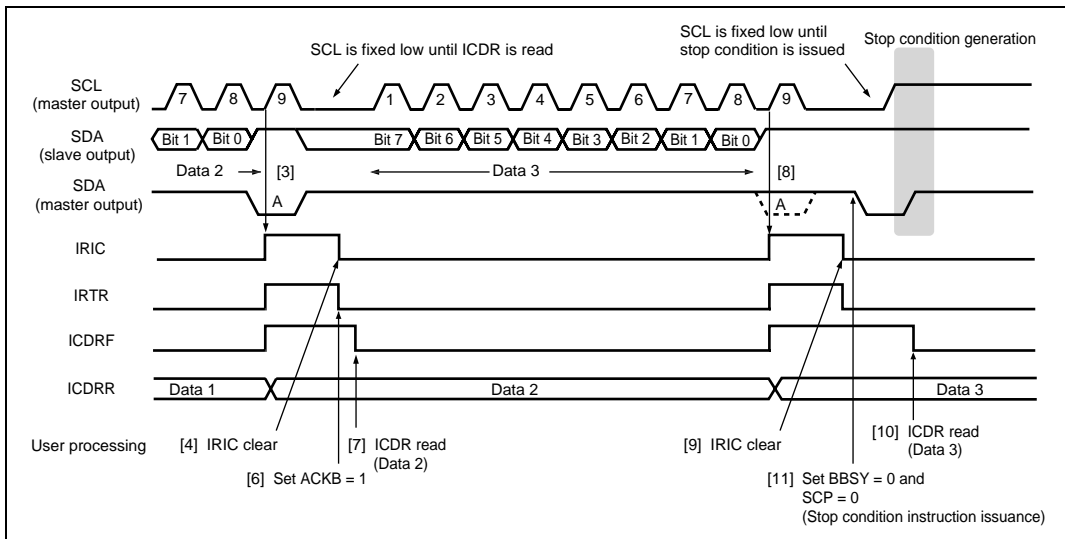 SCL is fixed low until ICDR is read
SCL is fixed low until
stop condition is issued
Stop condition generation
SCL
(master output)
7 8 9 1 2 3 4 5 6 7 8 9
SDA
(slave output)
Bit 1 Bit 0 Bit 7 Bit 6 Bit 5 Bit 4 Bit 3 Bit 2 Bit 1 Bit 0
Data 2 [3] Data 3 [8]
SDA
(master output)
A A
IRIC
IRTR
ICDRF
ICDRR
Data 1 Data 2 Data 3
User processing
[4] IRIC clear
[7] ICDR read
(Data 2)
[6] Set ACKB = 1
[9] IRIC clear
[10] ICDR read
(Data 3)
[11] Set BBSY = 0 and
SCP = 0
(Stop condition instruction issuance)